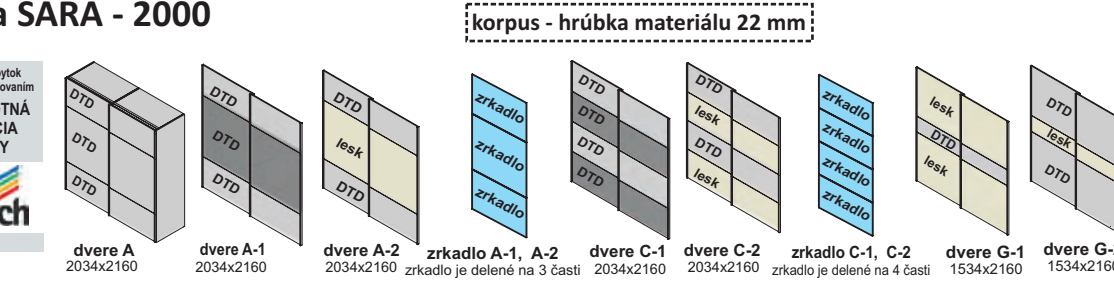 SARA - 2000
korpus - hrúbka materiálu 22 mm
DTD
DTD
DTD
dvere A
2034x2160
DTD
DTD
DTD
dvere A-1
2034x2160
DTD
lesk
DTD
dvere A-2
2034x2160
zrkadlo
zrkadlo
zrkadlo
zrkadlo A-1, A-2
zrkadlo je delené na 3 časti
DTD
DTD
DTD
DTD
dvere C-1
2034x2160
DTD
lesk
DTD
lesk
dvere C-2
2034x2160
zrkadlo
zrkadlo
zrkadlo
zrkadlo
zrkadlo C-1, C-2
zrkadlo je delené na 4 časti
lesk
DTD
lesk
dvere G-1
1534x2160
DTD
lesk
DTD
dvere
1534x2160